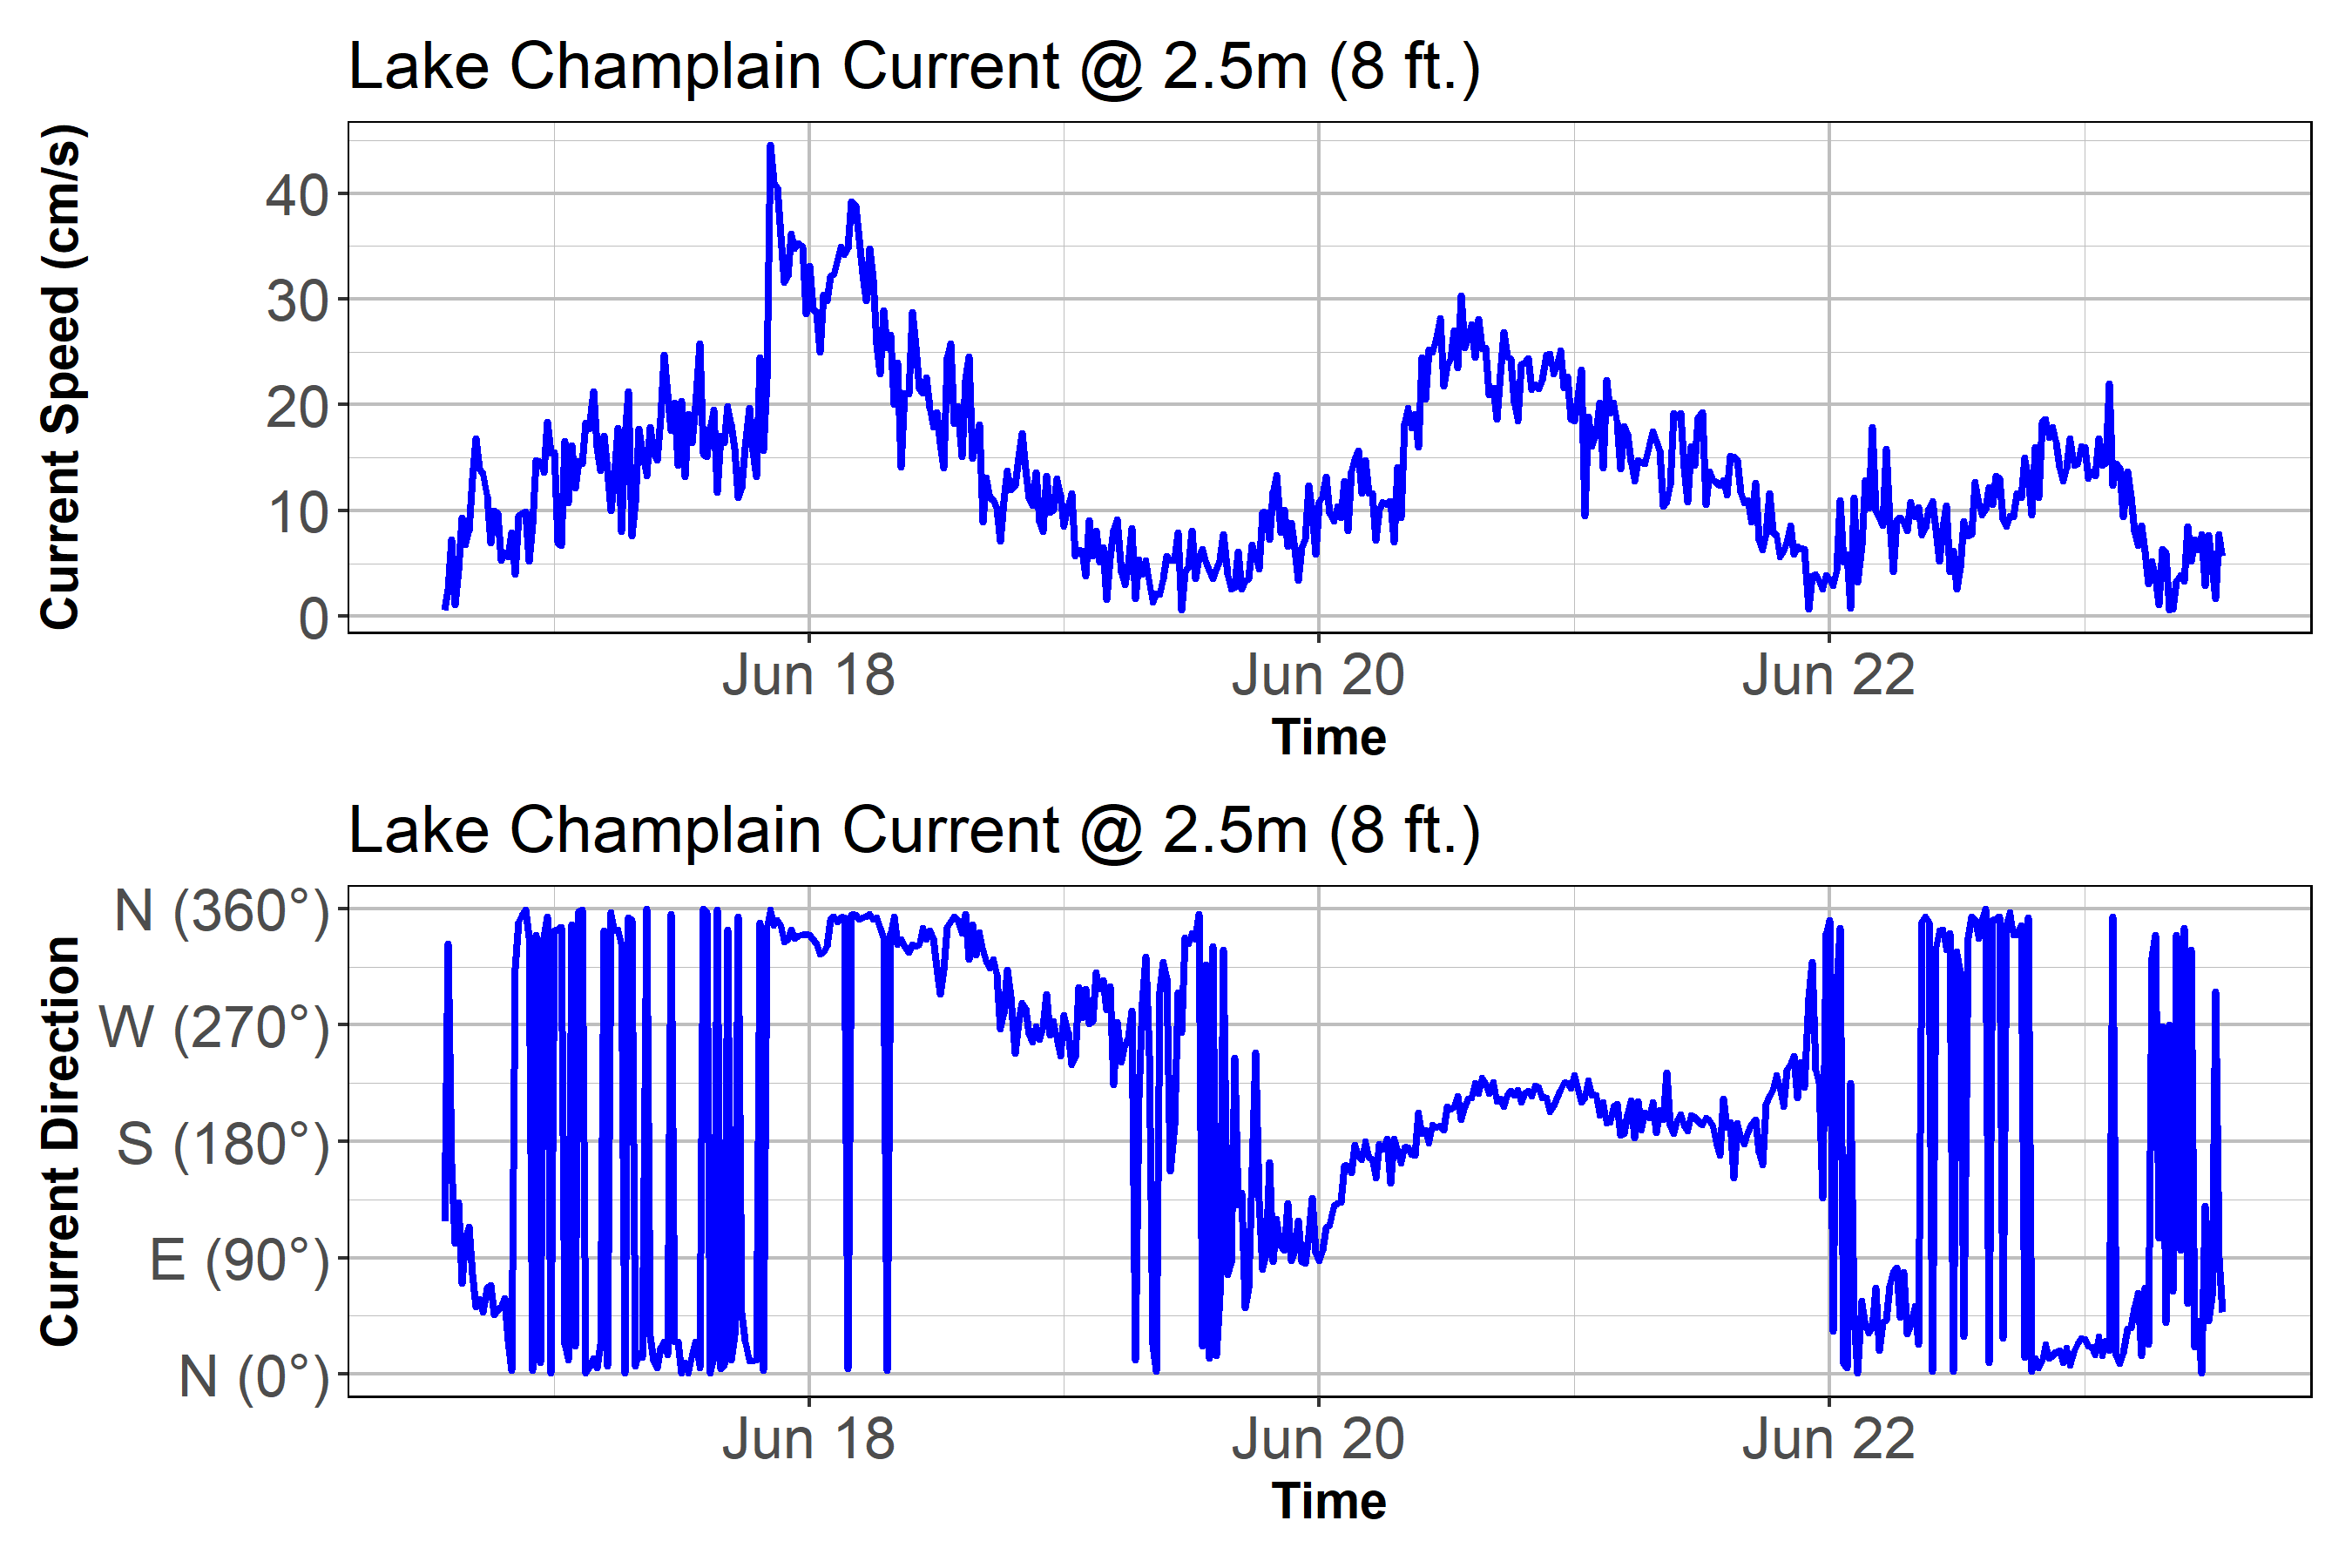 Lake Champlain Current @ 2.5m (8 ft.)
Current Speed (cm/s)
40
30
20
10
0
Jun 18 Jun 20 Jun 22
Time
Lake Champlain Current @ 2.5m (8 ft.)
Current Direction
N (360°)
W (270°)
S (180°)
E (90°)
N (0°)
Jun 18 Jun 20 Jun 22
Time